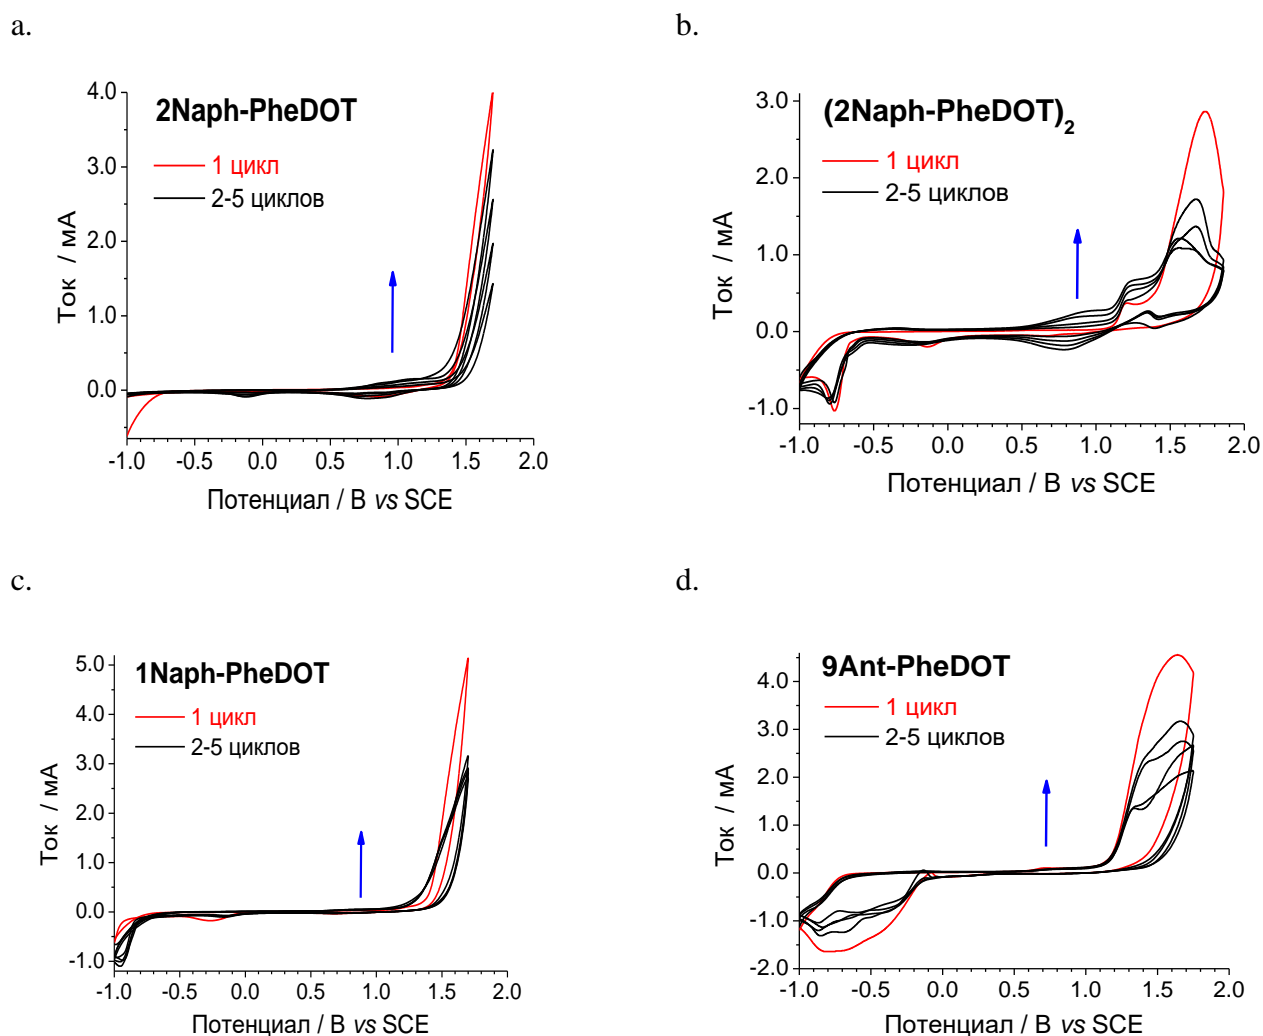 a.
2Naph-PheDOT
1 цикл
2-5 циклов
4.0
3.0
2.0
1.0
0.0
Ток / мА
-1.0 -0.5 0.0 0.5 1.0 1.5 2.0
Потенциал / В vs SCE
b.
(2Naph-PheDOT)2
1 цикл
2-5 циклов
3.0
2.0
1.0
0.0
-1.0
Ток / мА
-1.0 -0.5 0.0 0.5 1.0 1.5 2.0
Потенциал / В vs SCE
c.
1Naph-PheDOT
1 цикл
2-5 циклов
5.0
4.0
3.0
2.0
1.0
0.0
-1.0
Ток / мА
-1.0 -0.5 0.0 0.5 1.0 1.5 2.0
Потенциал / В vs SCE
d.
9Ant-PheDOT
1 цикл
2-5 циклов
4.0
3.0
2.0
1.0
0.0
-1.0
-2.0
Ток / мА
-1.0 -0.5 0.0 0.5 1.0 1.5 2.0
Потенциал / В vs SCE